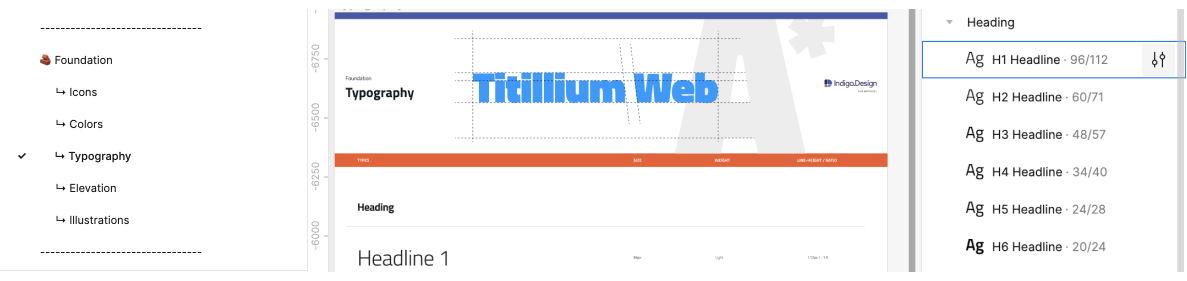 --------------------------------
Foundation
↳ Icons
↳ Colors
↳ Typography
↳ Elevation
↳ Illustrations
--------------------------------
-6750
-6500
-6250
-6000
Foundation
Typography
Titillium Web
Indigo.Design
TYPES SIZE WEIGHT LINE-HEIGHT / RATIO
Heading
Headline 1 96px Light
Heading
Ag H1 Headline · 96/112
Ag H2 Headline · 60/71
Ag H3 Headline · 48/57
Ag H4 Headline · 34/40
Ag H5 Headline · 24/28
Ag H6 Headline · 20/24